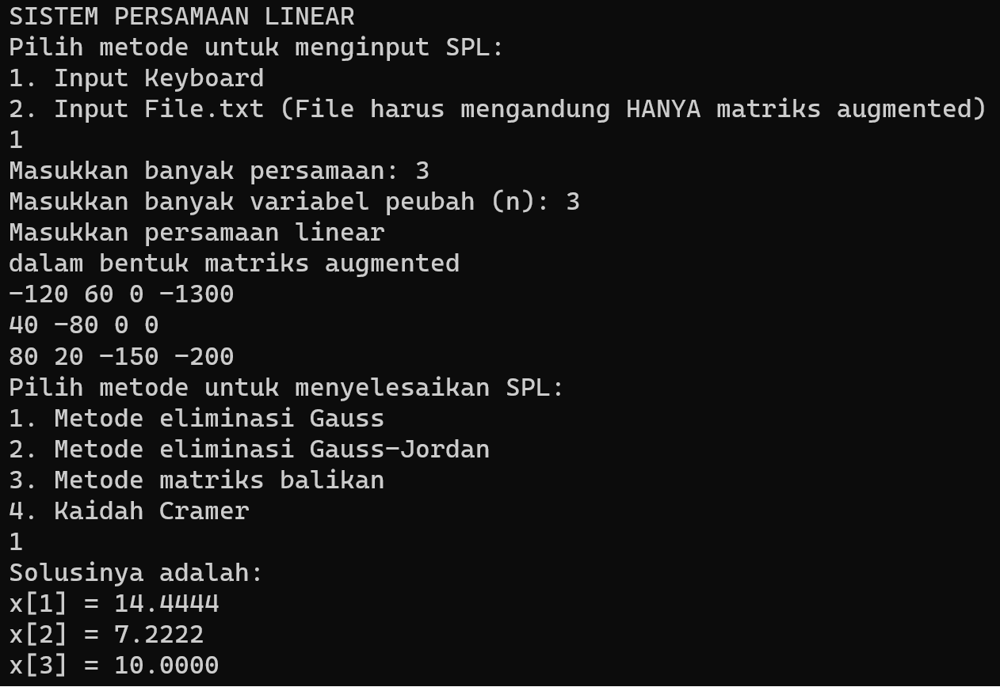 SISTEM PERSAMAAN LINEAR
Pilih metode untuk menginput SPL:
1. Input Keyboard
2. Input File.txt (File harus mengandung HANYA matriks augmented)
1
Masukkan banyak persamaan: 3
Masukkan banyak variabel peubah (n): 3
Masukkan persamaan linear
dalam bentuk matriks augmented
-120 60 0 -1300
40 -80 0 0
80 20 -150 -200
Pilih metode untuk menyelesaikan SPL:
1. Metode eliminasi Gauss
2. Metode eliminasi Gauss-Jordan
3. Metode matriks balikan
4. Kaidah Cramer
1
Solusinya adalah:
x[1] = 14.4444
x[2] = 7.2222
x[3] = 10.0000